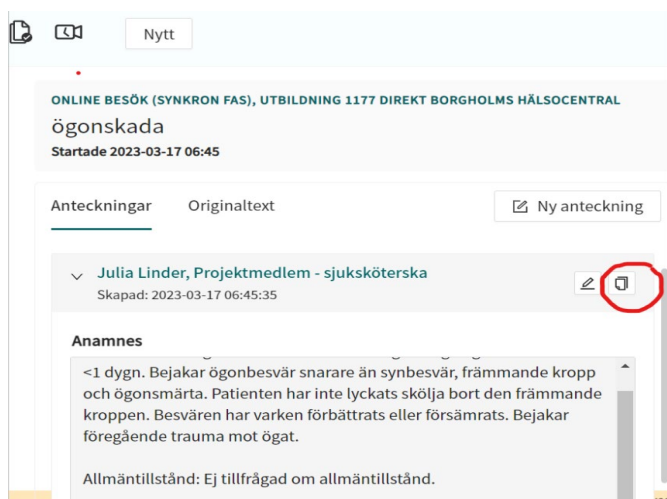 Nytt
ONLINE BESÖK (SYNKRON FAS), UTBILDNING 1177 DIREKT BORGHOLMS HÄLSOCENTRAL
ögonskada
Startade 2023-03-17 06:45
Anteckningar Originaltext Ny anteckning
Julia Linder, Projektmedlem - sjuksköterska
Skapad: 2023-03-17 06:45:35
Anamnes
<1 dygn. Bejakar ögonbesvär snarare än synbesvär, främmande kropp
och ögonsmärta. Patienten har inte lyckats skölja bort den främmande
kroppen. Besvären har varken förbättrats eller försämrats. Bejakar
föregående trauma mot ögat.
Allmäntillstånd: Ej tillfrågad om allmäntillstånd.